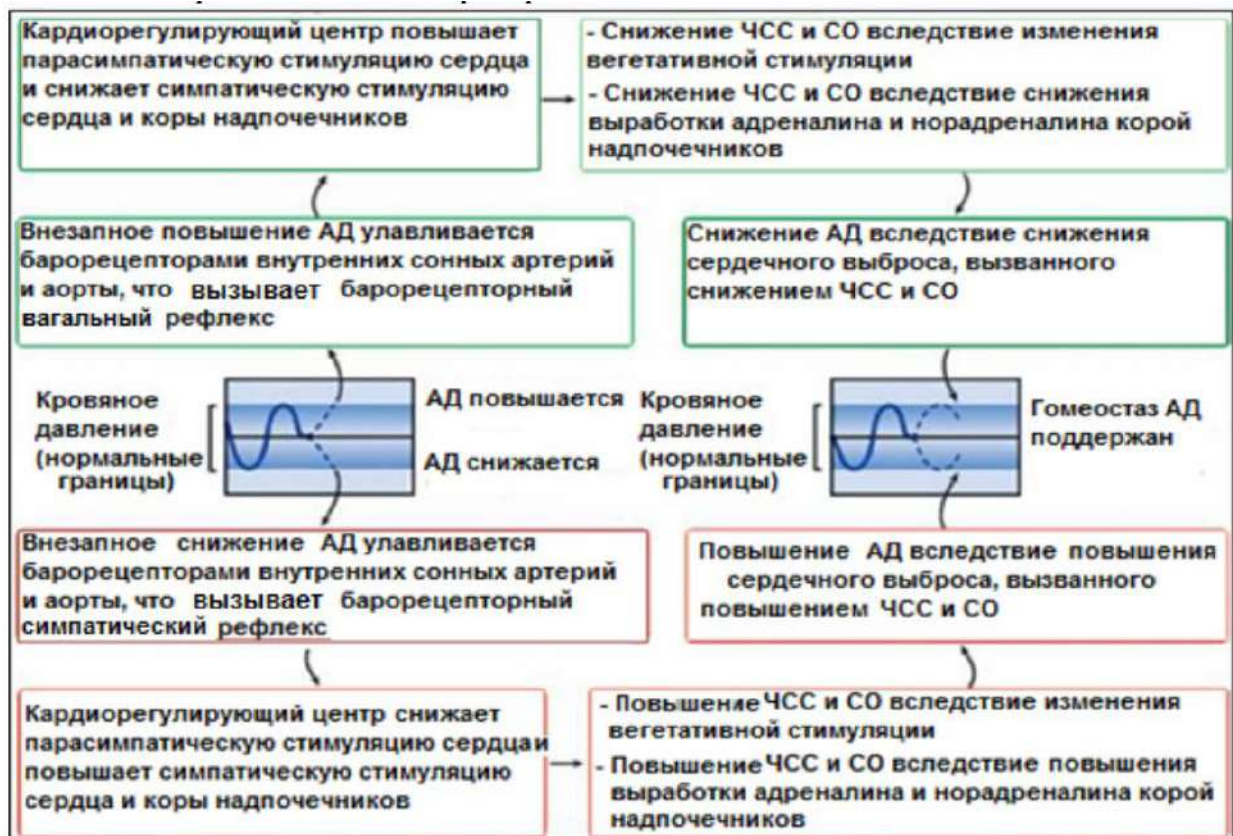 Кардиорегулирующий центр повышает
парасимпатическую стимуляцию сердца
и снижает симпатическую стимуляцию
сердца и коры надпочечников
- Снижение ЧСС и СО вследствие изменения
вегетативной стимуляции
- Снижение ЧСС и СО вследствие снижения
выработки адреналина и норадреналина корой
надпочечников
Внезапное повышение АД улавливается
барорецепторами внутренних сонных артерий
и аорты, что вызывает барорецепторный
вагальный рефлекс
Снижение АД вследствие снижения
сердечного выброса, вызванного
снижением ЧСС и СО
Кровяное
давление
(нормальные
границы)
АД повышается
АД снижается
Кровяное
давление
(нормальные
границы)
Гомеостаз АД
поддержан
Внезапное снижение АД улавливается
барорецепторами внутренних сонных артерий
и аорты, что вызывает барорецепторный
симпатический рефлекс
Повышение АД вследствие повышения
сердечного выброса, вызванного
повышением ЧСС и СО
Кардиорегулирующий центр снижает
парасимпатическую стимуляцию сердца и
повышает симпатическую стимуляцию
сердца и коры надпочечников
- Повышение ЧСС и СО вследствие изменения
вегетативной стимуляции
- Повышение ЧСС и СО вследствие повышения
выработки адреналина и норадреналина корой
надпочечников